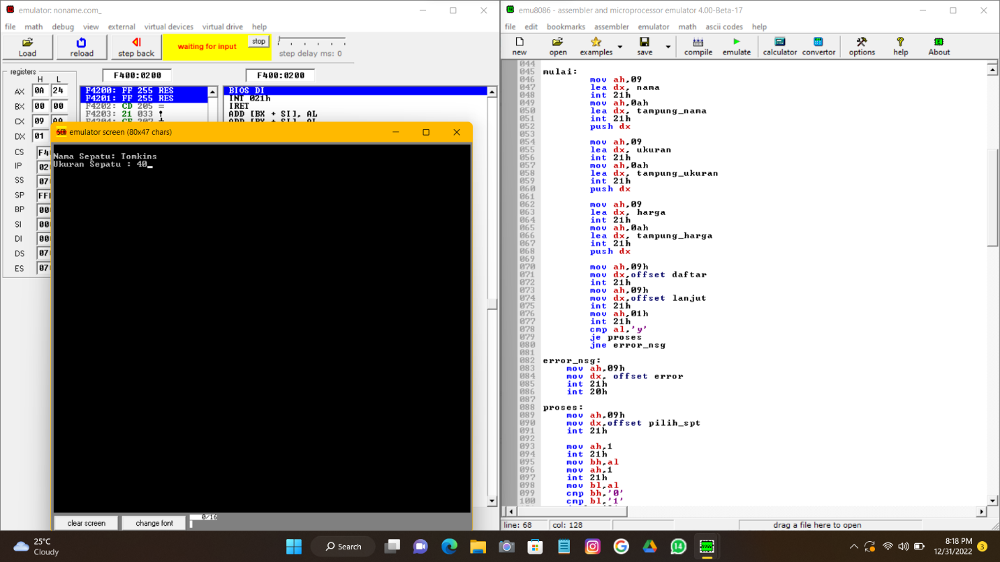 emulator: noname.com_
file math debug view external virtual devices virtual drive help
Load reload step back waiting for input stop step delay ms: 0
registers
H L
AX 0A 24
BX 00 00
CX 09 AA
DX 01
CS F4
IP 02
SS 07
SP FF
BP 00
SI 00
DI 00
DS 07
ES 07
F400:0200 F400:0200
F4200: FF 255 RES
F4201: FF 255 RES
F4202: CD 205 =
F4203: 21 033 !
BIOS DI
INT 021h
IRET
ADD [BX + SI], AL
ADD [BX + SI], AL
emulator screen (80x47 chars)
Nama Sepatu: Tomkins
Ukuran Sepatu : 40_
clear screen change font 0/16
emu8086 - assembler and microprocessor emulator 4.00-Beta-17
file edit bookmarks assembler emulator math ascii codes help
new open examples save compile emulate calculator convertor options help About
044
045 mulai:
046 mov ah,09
047 lea dx, nama
048 int 21h
049 mov ah,0ah
050 lea dx, tampung_nama
051 int 21h
052 push dx
053
054 mov ah,09
055 lea dx, ukuran
056 int 21h
057 mov ah,0ah
058 lea dx, tampung_ukuran
059 int 21h
060 push dx
061
062 mov ah,09
063 lea dx, harga
064 int 21h
065 mov ah,0ah
066 lea dx, tampung_harga
067 int 21h
068 push dx
069
070 mov ah,09h
071 mov dx,offset daftar
072 int 21h
073 mov ah,09h
074 mov dx,offset lanjut
075 int 21h
076 mov ah,01h
077 int 21h
078 cmp al,'y'
079 je proses
080 jne error_nsg
081
082 error_nsg:
083 mov ah,09h
084 mov dx, offset error
085 int 21h
086 int 20h
087
088 proses:
089 mov ah,09h
090 mov dx,offset pilih_spt
091 int 21h
092
093 mov ah,1
094 int 21h
095 mov bh,al
096 mov ah,1
097 int 21h
098 mov bl,al
099 cmp bh,'0'
100 cmp bl,'1'
line: 68 col: 128 drag a file here to open
25°C
Cloudy
Search
14
8:18 PM
12/31/2022
3